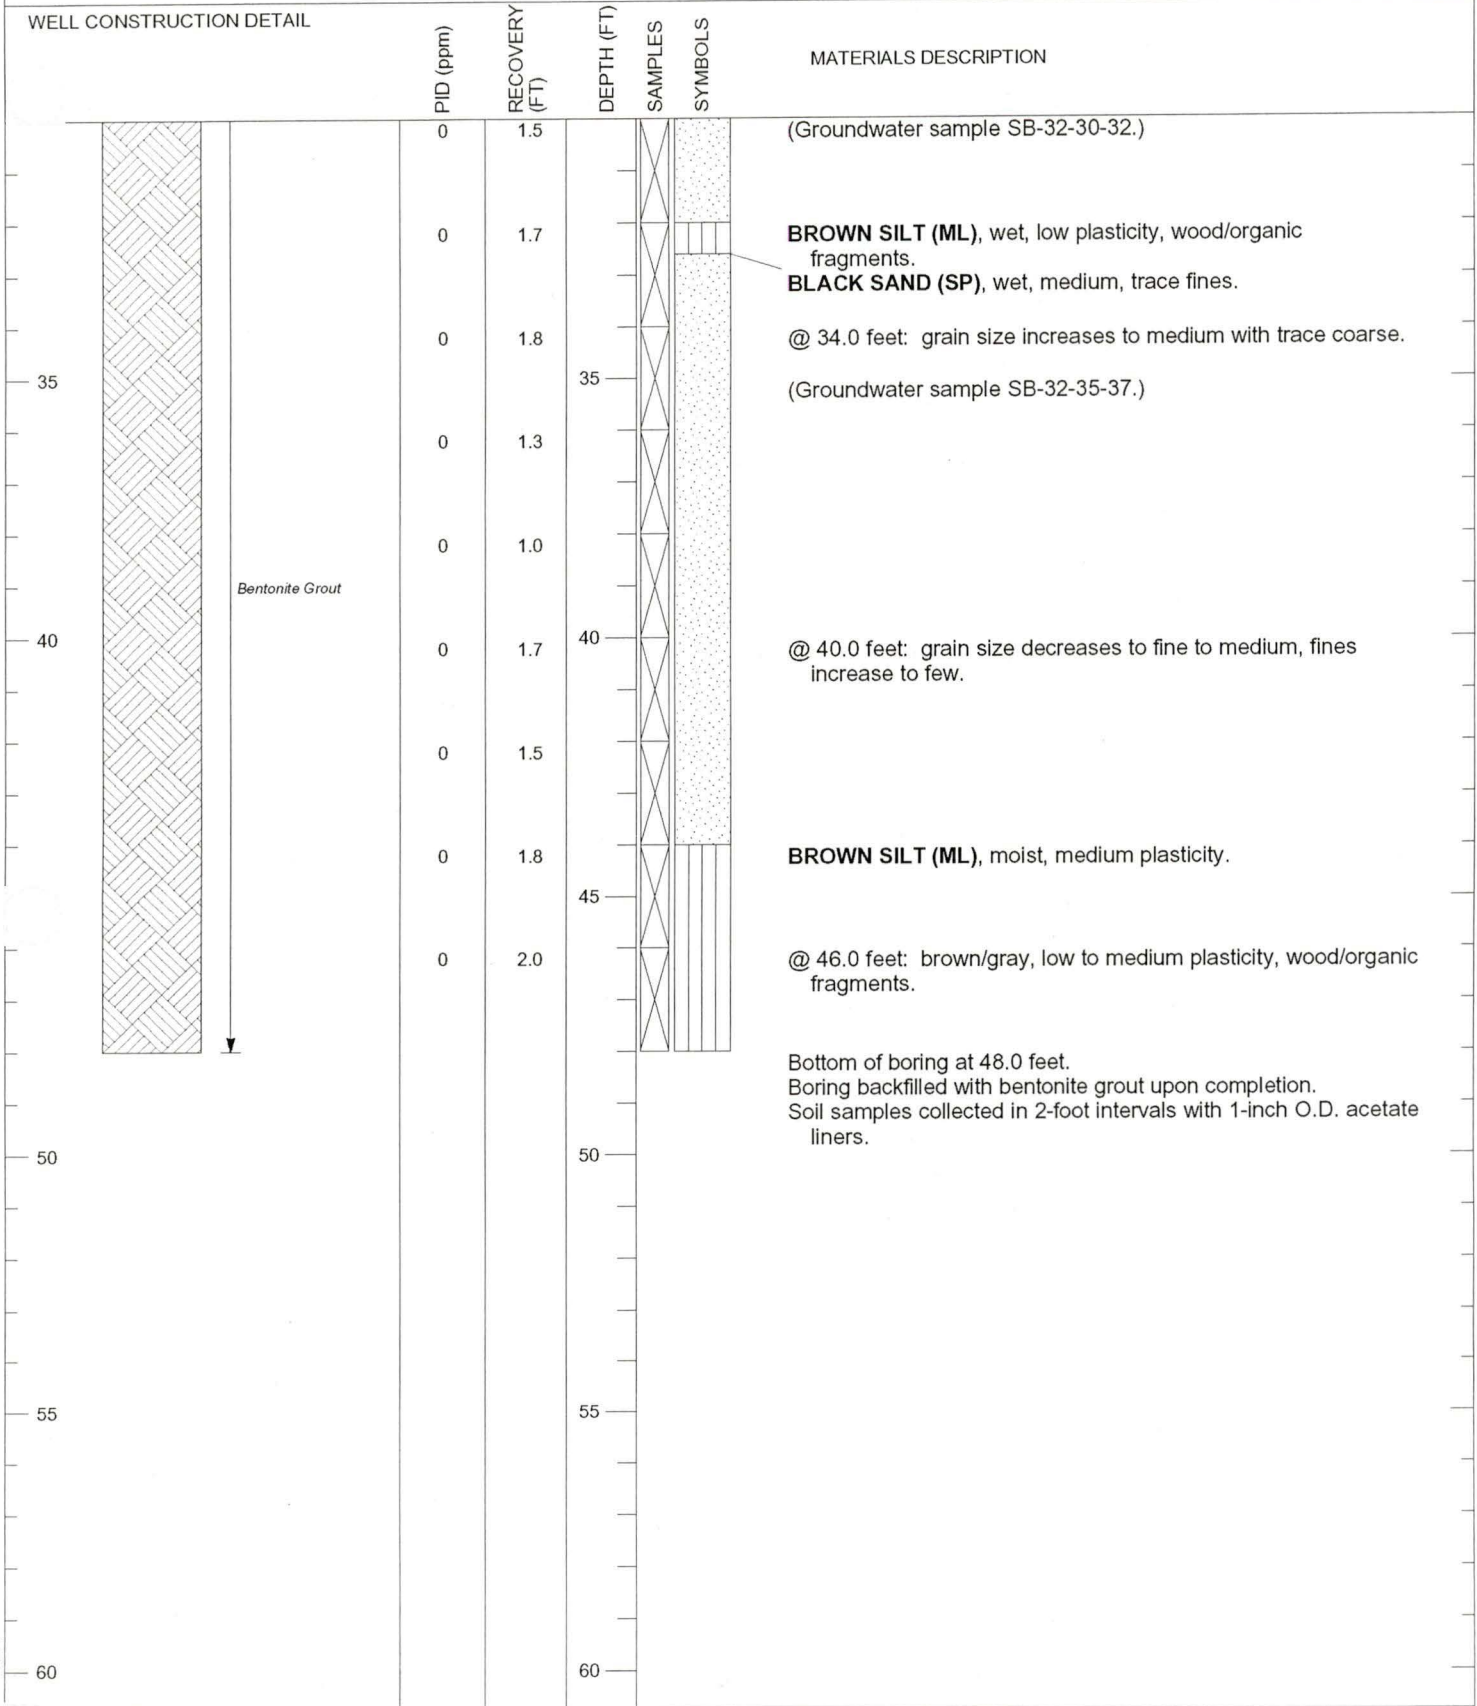 WELL CONSTRUCTION DETAIL
PID (ppm)
RECOVERY
(FT)
DEPTH (FT)
SAMPLES
SYMBOLS
MATERIALS DESCRIPTION
0 1.5 (Groundwater sample SB-32-30-32.)
0 1.7 BROWN SILT (ML), wet, low plasticity, wood/organic
fragments.
BLACK SAND (SP), wet, medium, trace fines.
0 1.8 @ 34.0 feet: grain size increases to medium with trace coarse.
35 35 (Groundwater sample SB-32-35-37.)
0 1.3
0 1.0
Bentonite Grout
40 40
0 1.7 @ 40.0 feet: grain size decreases to fine to medium, fines
increase to few.
0 1.5
0 1.8 BROWN SILT (ML), moist, medium plasticity.
45
0 2.0 @ 46.0 feet: brown/gray, low to medium plasticity, wood/organic
fragments.
Bottom of boring at 48.0 feet.
Boring backfilled with bentonite grout upon completion.
Soil samples collected in 2-foot intervals with 1-inch O.D. acetate
liners.
50 50
55 55
60 60